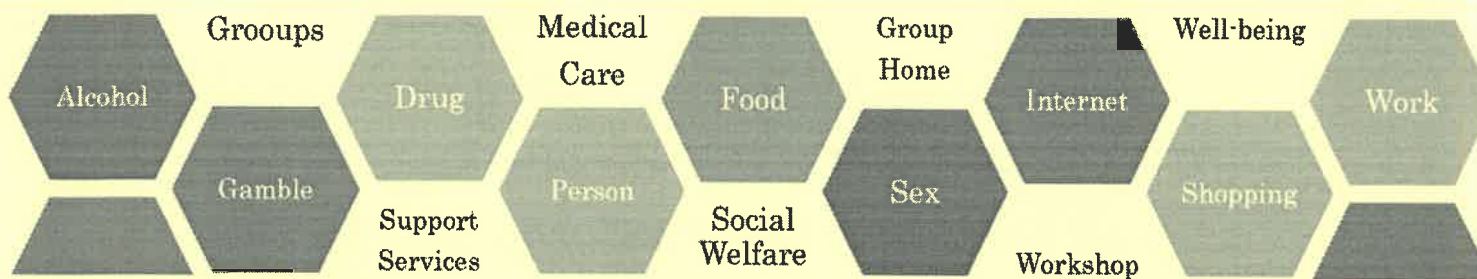 Alcohol
Grooups
Gamble
Drug
Support
Services
Medical
Care
Person
Food
Social
Welfare
Group
Home
Sex
Internet
Workshop
Well-being
Shopping
Work